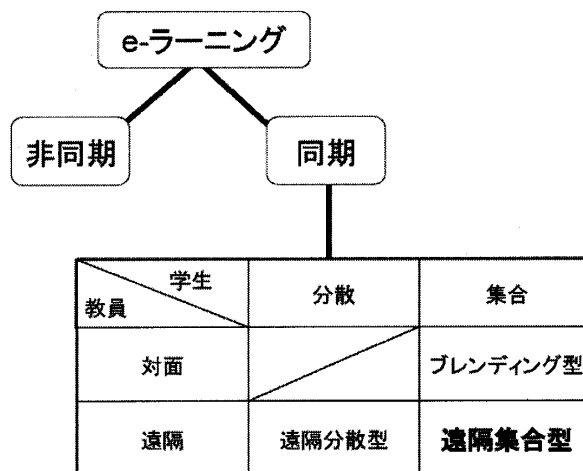 e-ラーニング
非同期
同期
学生
教員
分散
集合
対面
ブレンディング型
遠隔
遠隔分散型
遠隔集合型